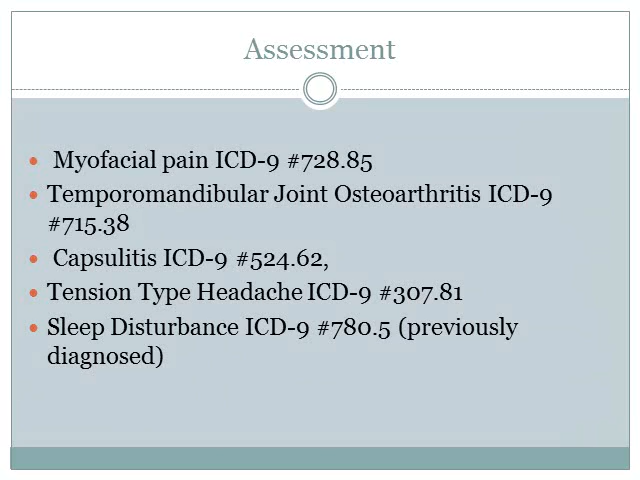 Assessment
Myofacial pain ICD-9 #728.85
Temporomandibular Joint Osteoarthritis ICD-9
#715.38
Capsulitis ICD-9 #524.62,
Tension Type Headache ICD-9 #307.81
Sleep Disturbance ICD-9 #780.5 (previously
diagnosed)